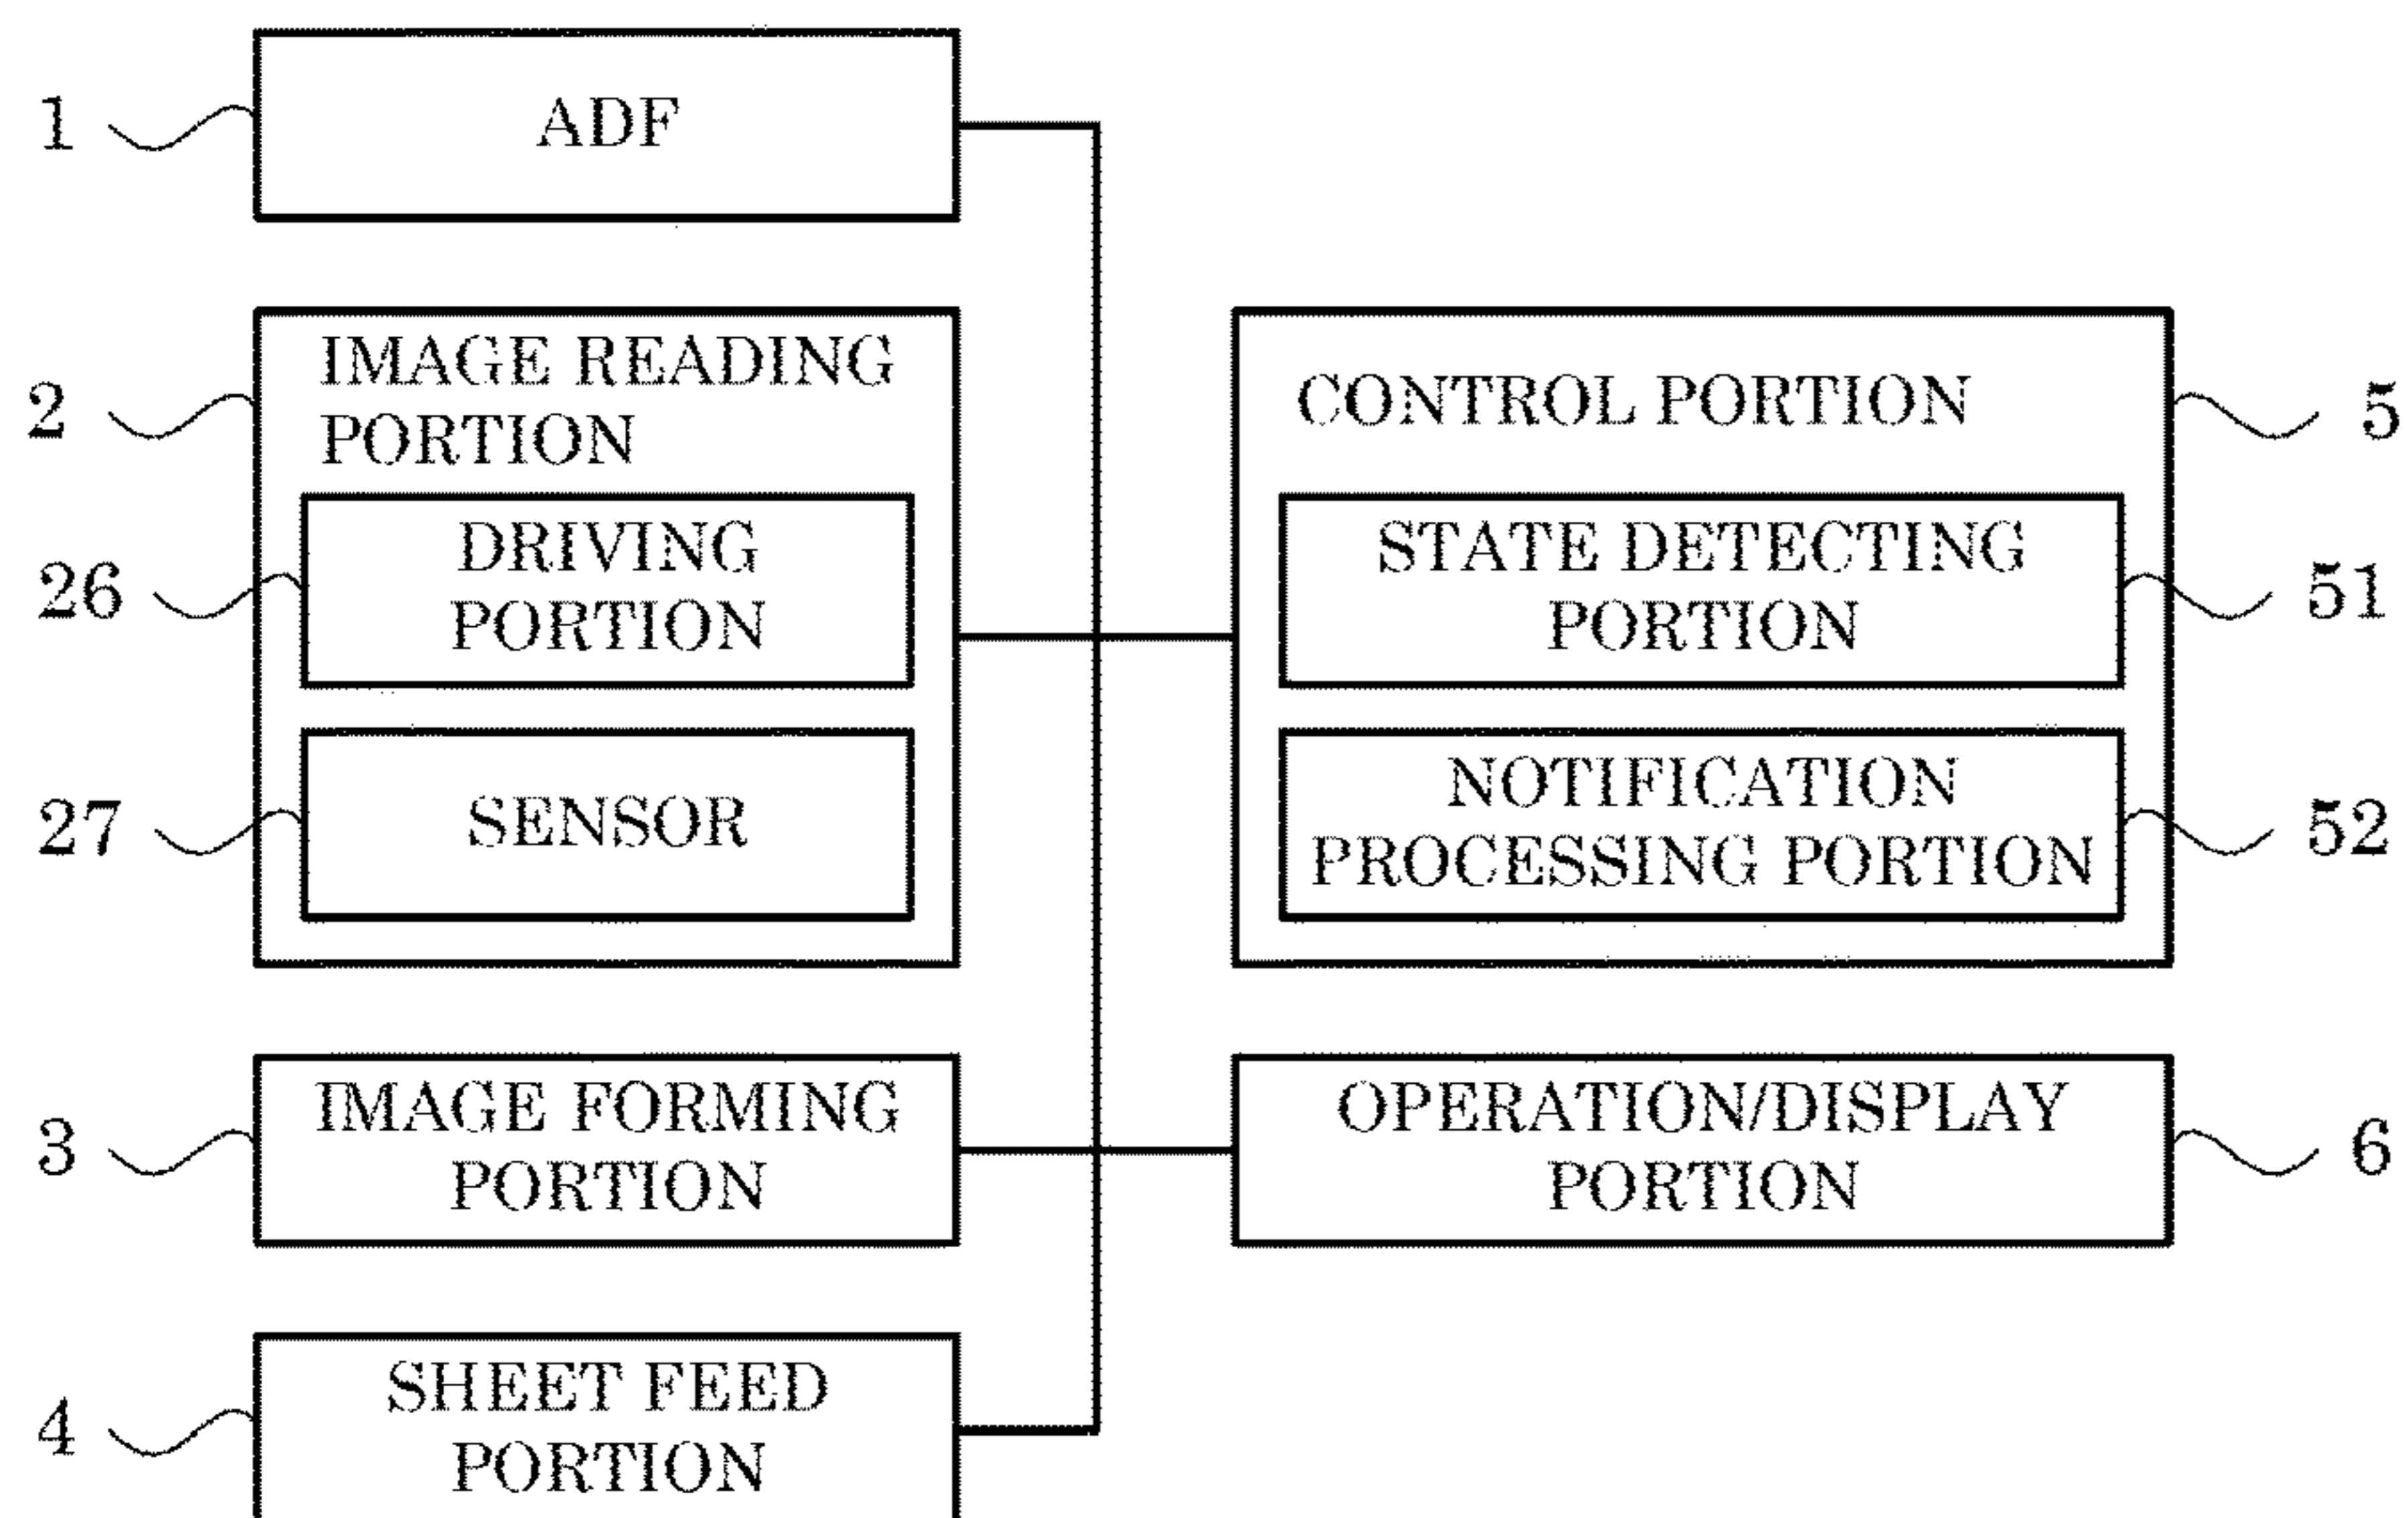 1
ADF
2
IMAGE READING
PORTION
26
DRIVING
PORTION
27
SENSOR
3
IMAGE FORMING
PORTION
4
SHEET FEED
PORTION
CONTROL PORTION
5
STATE DETECTING
PORTION
51
NOTIFICATION
PROCESSING PORTION
52
OPERATION/DISPLAY
PORTION
6